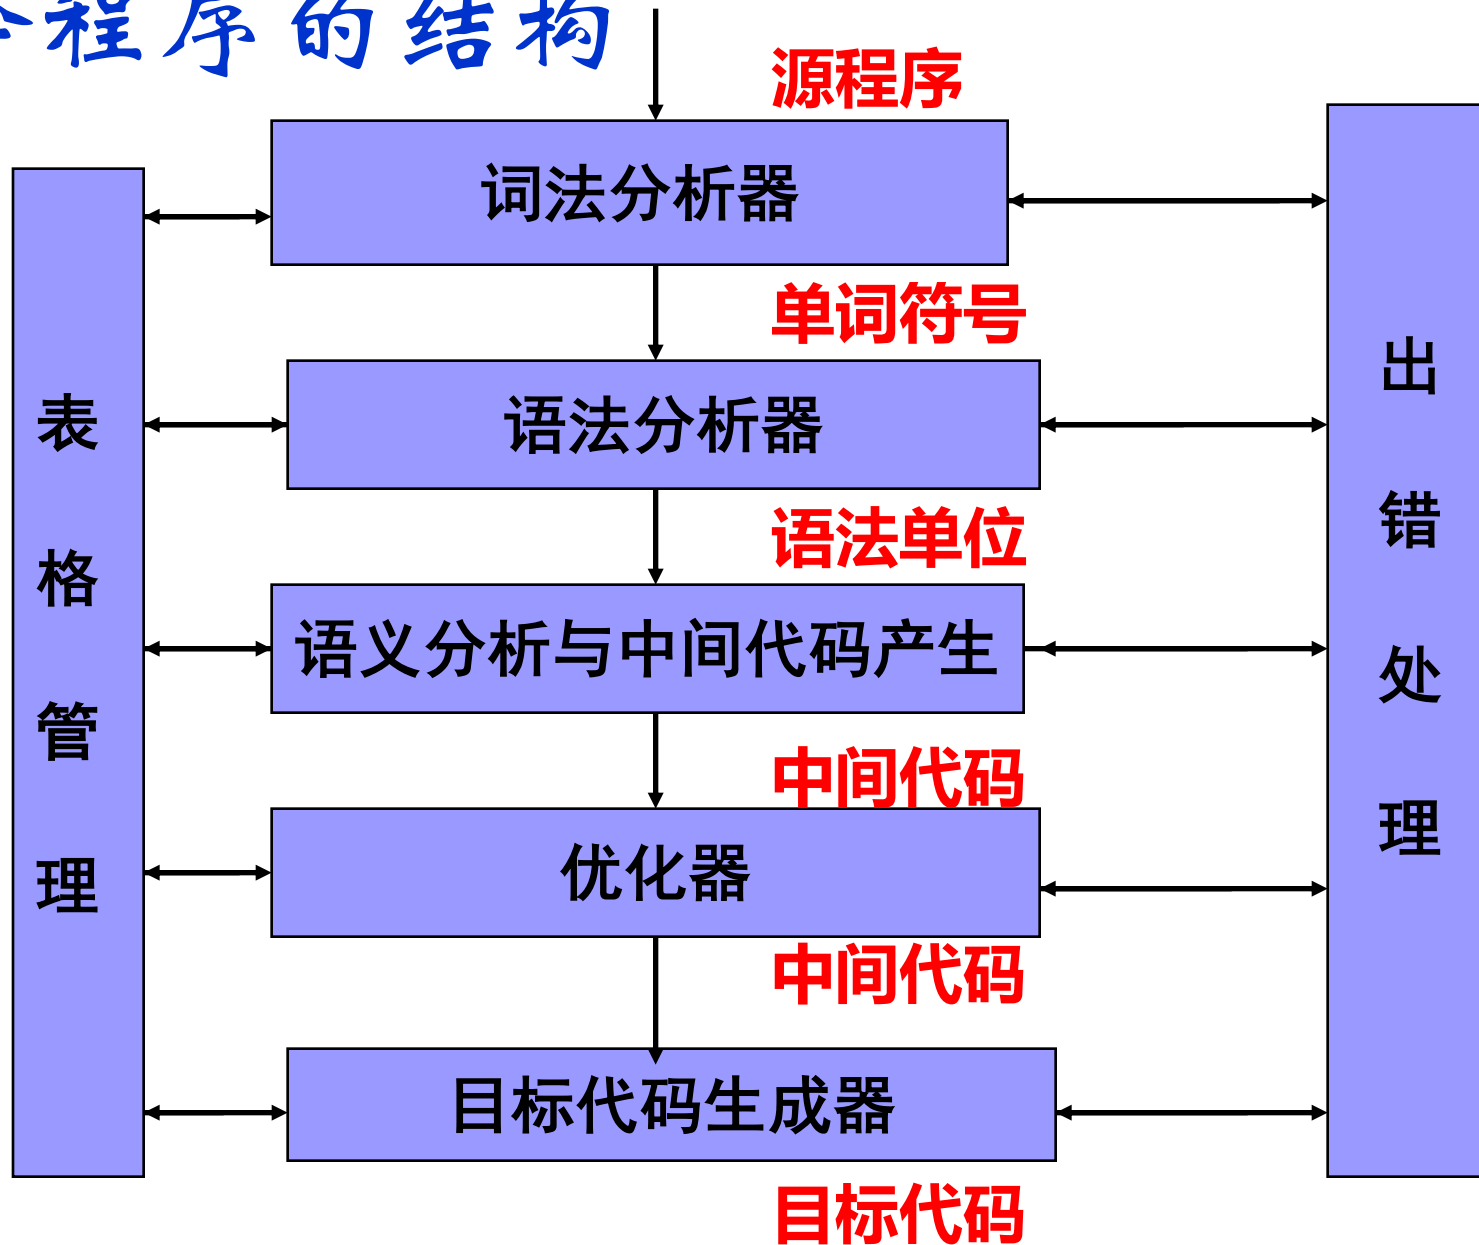 程序的结构
源程序
词法分析器
单词符号
语法分析器
语法单位
语义分析与中间代码产生
中间代码
优化器
中间代码
目标代码生成器
目标代码
表格管理
出错处理